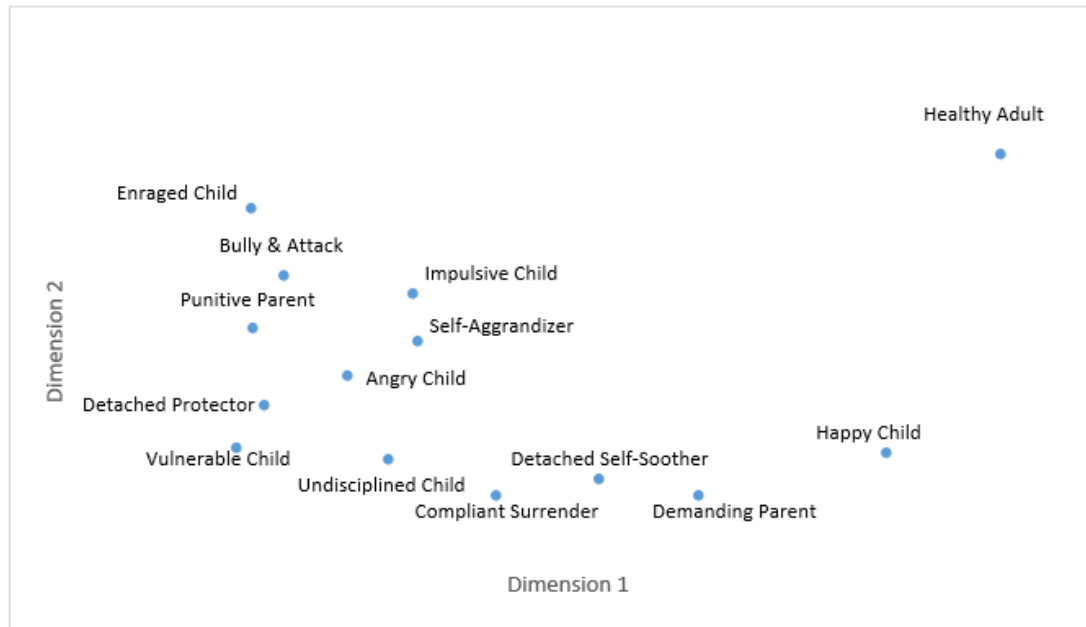 Healthy Adult
Enraged Child
Bully & Attack
Impulsive Child
Punitive Parent
Self-Aggrandizer
Dimension 2
Angry Child
Detached Protector
Happy Child
Vulnerable Child
Detached Self-Soother
Undisciplined Child
Compliant Surrender
Demanding Parent
Dimension 1